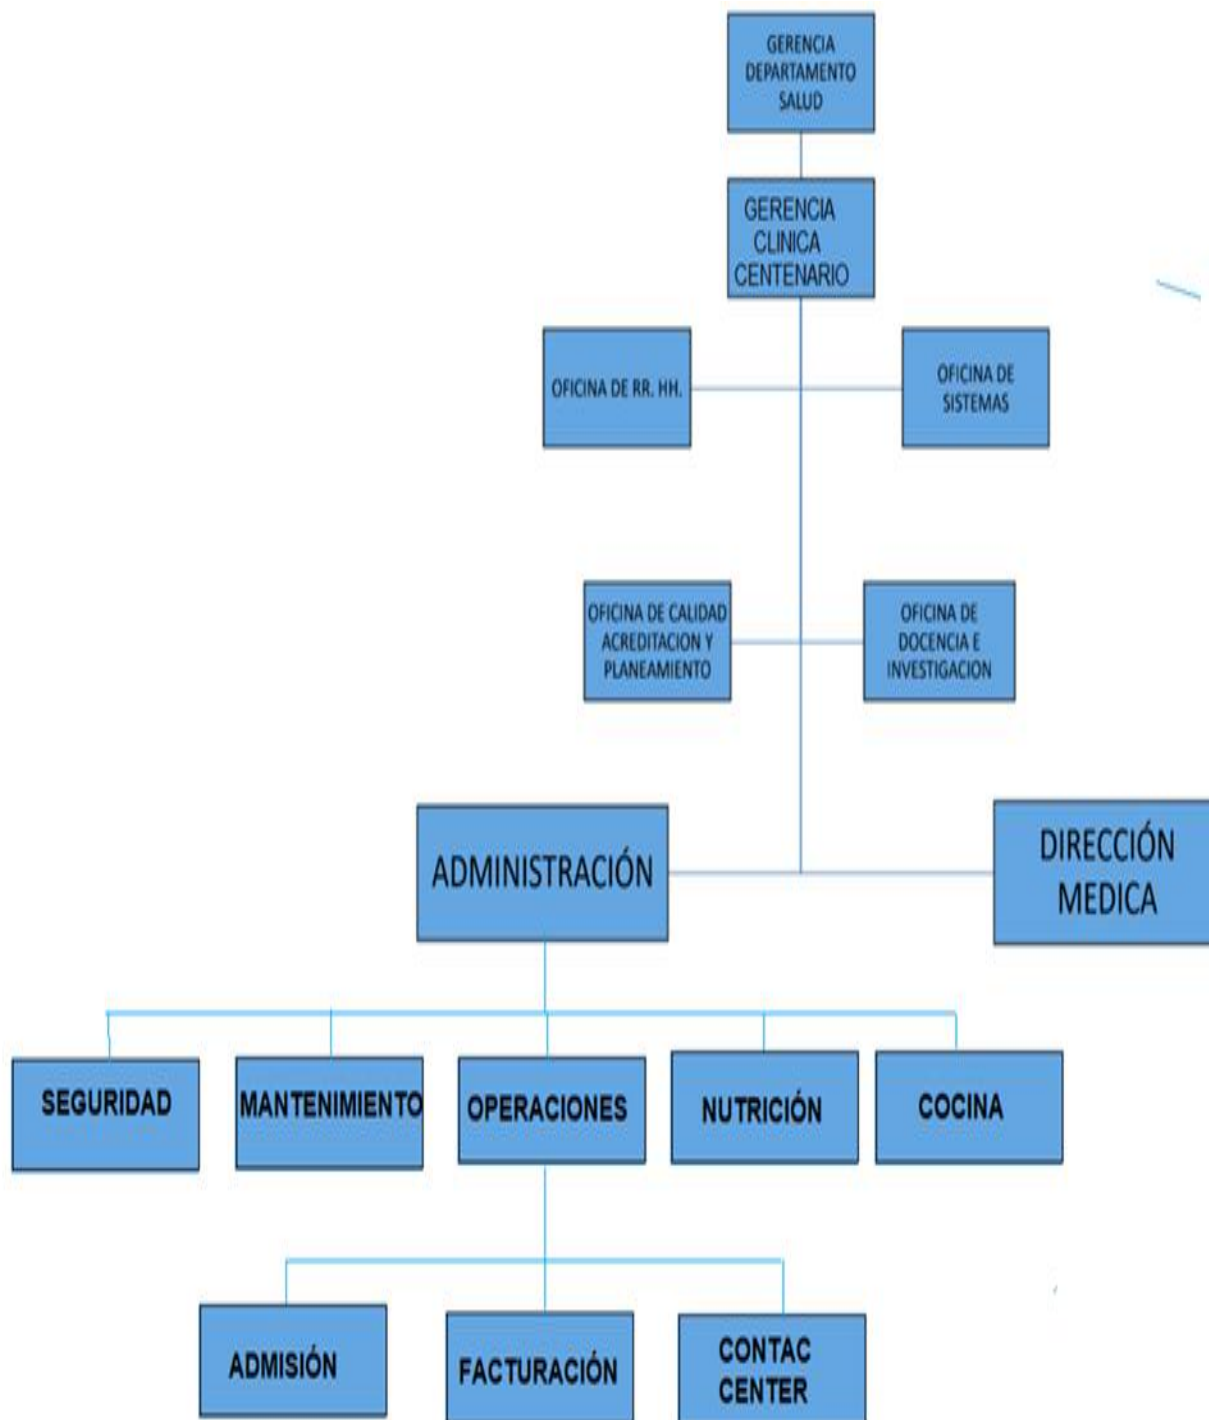 GERENCIA
DEPARTAMENTO
SALUD
GERENCIA
CLINICA
CENTENARIO
OFICINA DE RR. HH.
OFICINA DE
SISTEMAS
OFICINA DE CALIDAD
ACREDITACION Y
PLANEAMIENTO
OFICINA DE
DOCENCIA E
INVESTIGACION
ADMINISTRACIÓN
DIRECCIÓN
MEDICA
SEGURIDAD
MANTENIMIENTO
OPERACIONES
NUTRICIÓN
COCINA
ADMISIÓN
FACTURACIÓN
CONTAC
CENTER